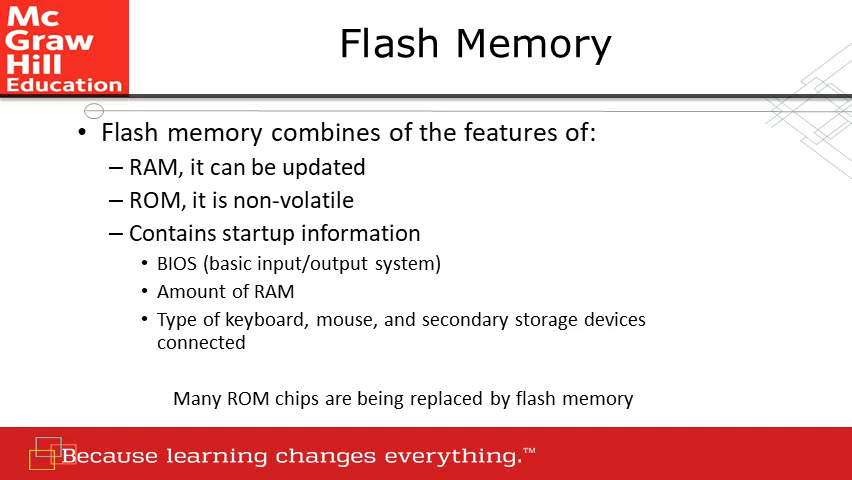 Mc
Graw
Hill
Education
Flash Memory
• Flash memory combines of the features of:
– RAM, it can be updated
– ROM, it is non-volatile
– Contains startup information
• BIOS (basic input/output system)
• Amount of RAM
• Type of keyboard, mouse, and secondary storage devices
connected
Many ROM chips are being replaced by flash memory
Because learning changes everything.™